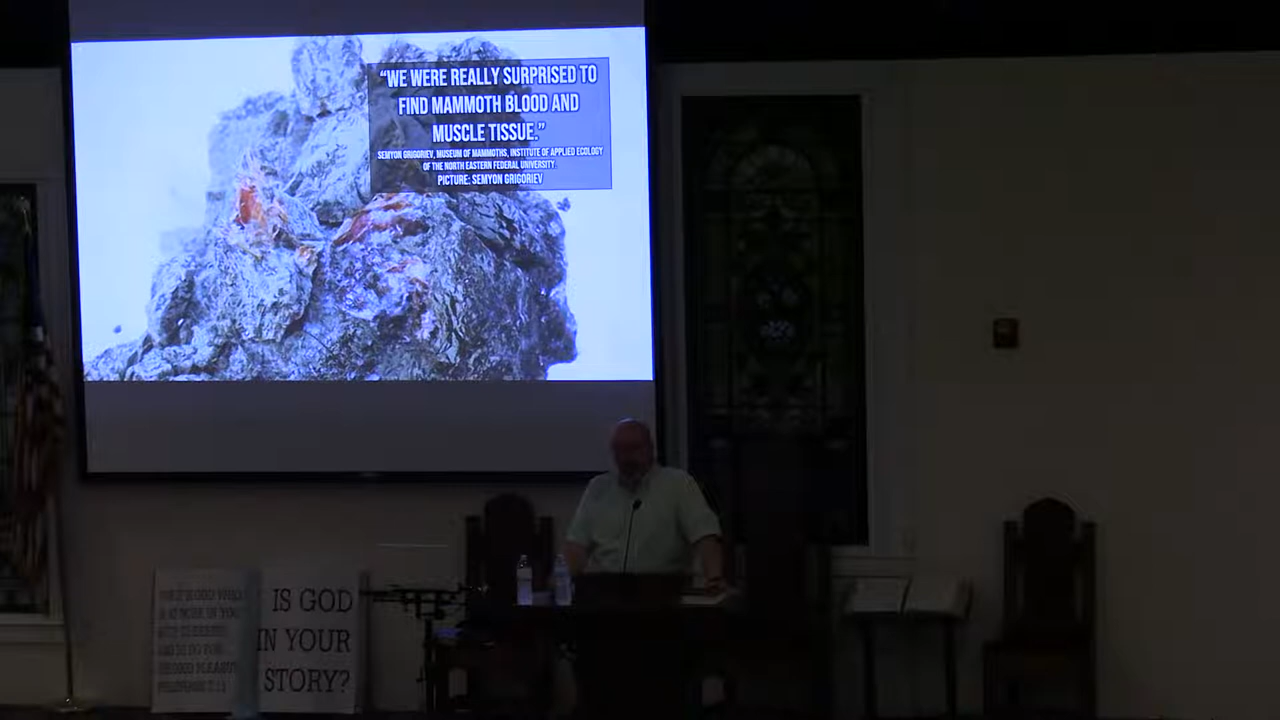 “WE WERE REALLY SURPRISED TO
FIND MAMMOTH BLOOD AND
MUSCLE TISSUE.”
SEMYON GRIGORIEV, MUSEUM OF MAMMOTHS, INSTITUTE OF APPLIED ECOLOGY
OF THE NORTH EASTERN FEDERAL UNIVERSITY.
PICTURE: SEMYON GRIGORIEV
IS GOD
IN YOUR
STORY?